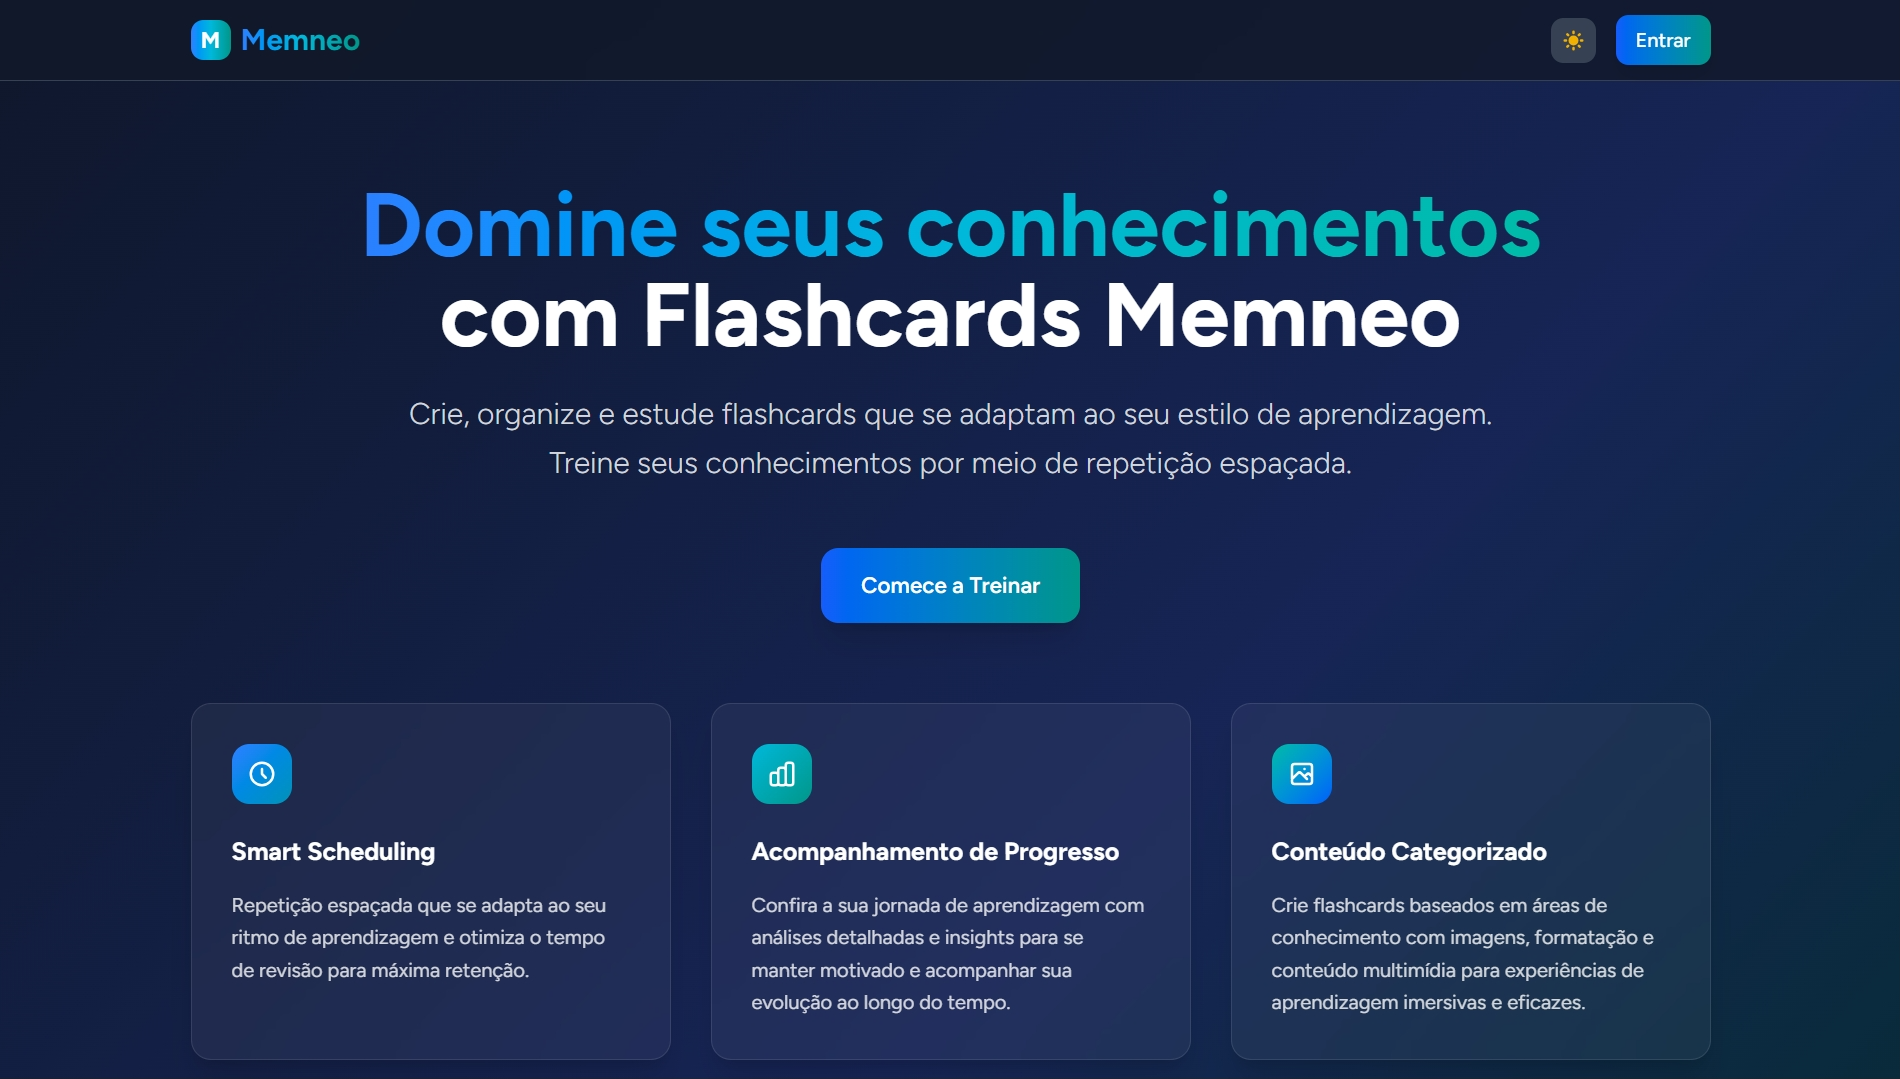 M Memneo
Entrar
Domine seus conhecimentos
com Flashcards Memneo
Crie, organize e estude flashcards que se adaptam ao seu estilo de aprendizagem.
Treine seus conhecimentos por meio de repetição espaçada.
Comece a Treinar
Smart Scheduling
Repetição espaçada que se adapta ao seu
ritmo de aprendizagem e otimiza o tempo
de revisão para máxima retenção.
Acompanhamento de Progresso
Confira a sua jornada de aprendizagem com
análises detalhadas e insights para se
manter motivado e acompanhar sua
evolução ao longo do tempo.
Conteúdo Categorizado
Crie flashcards baseados em áreas de
conhecimento com imagens, formatação e
conteúdo multimídia para experiências de
aprendizagem imersivas e eficazes.